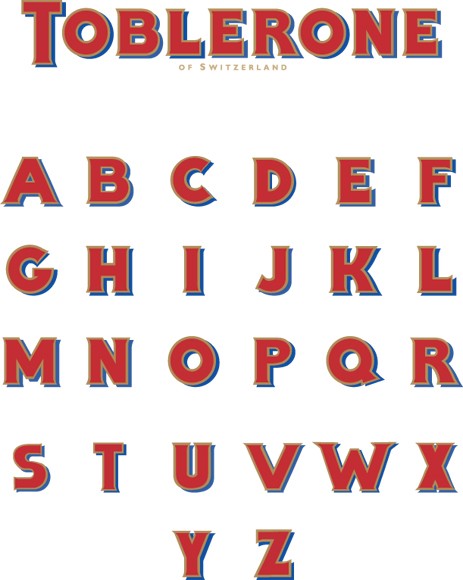 TOBLERONE
OF SWITZERLAND
A B C D E F
G H I J K L
M N O P Q R
S T U V W X
Y Z